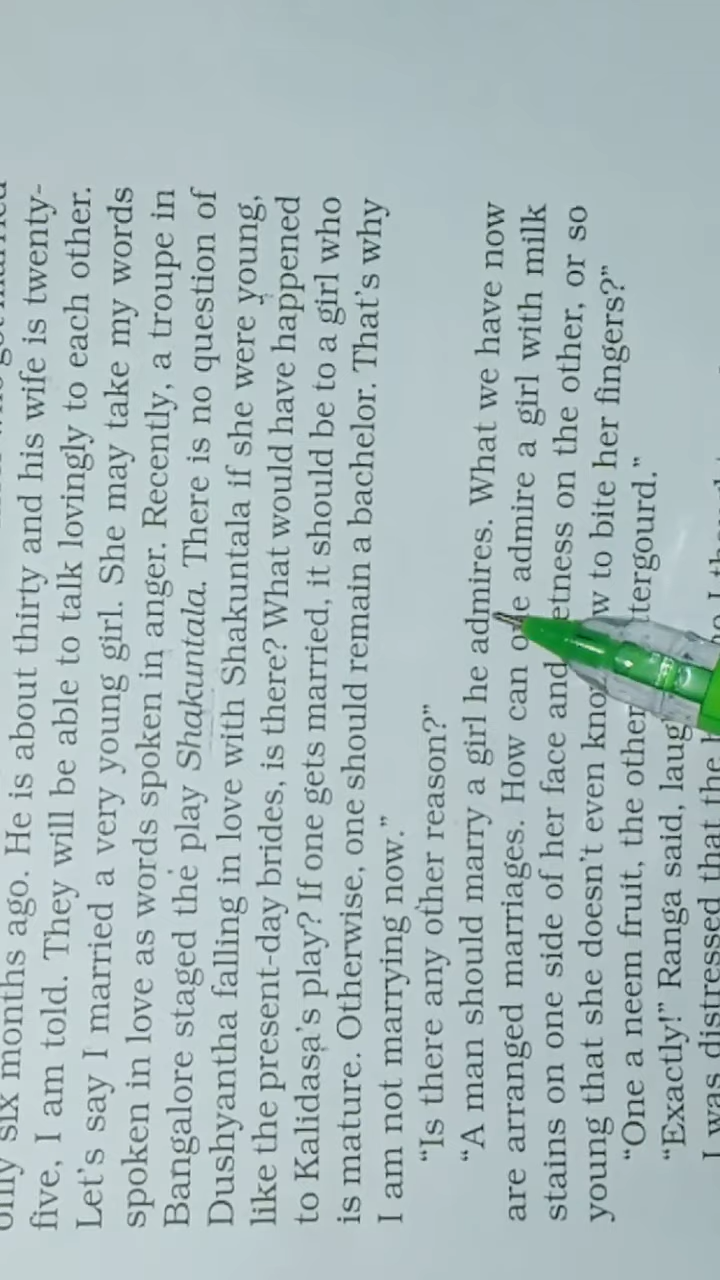 only six months ago. He is about thirty and his wife is twenty-
five, I am told. They will be able to talk lovingly to each other.
Let's say I married a very young girl. She may take my words
spoken in love as words spoken in anger. Recently, a troupe in
Bangalore staged the play Shakuntala. There is no question of
Dushyantha falling in love with Shakuntala if she were young,
like the present-day brides, is there? What would have happened
to Kalidasa's play? If one gets married, it should be to a girl who
is mature. Otherwise, one should remain a bachelor. That's why
I am not marrying now.”
“Is there any other reason?”
“A man should marry a girl he admires. What we have now
are arranged marriages. How can admire a girl with milk
stains on one side of her face and etness on the other, or so
young that she doesn't even to bite her fingers?”
“One a neem fruit, the other tergourd.”
“Exactly!” Ranga said,
I was distressed that the